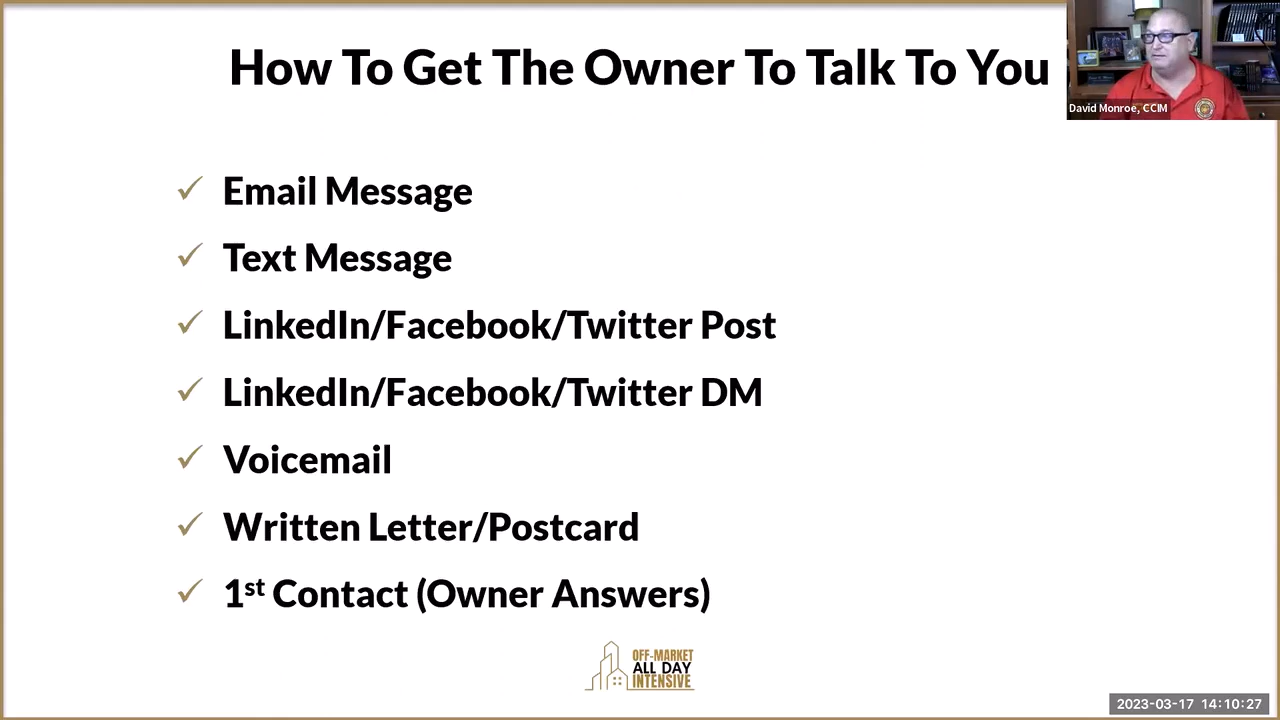 How To Get The Owner To Talk To You
David Monroe, CCIM
✓ Email Message
✓ Text Message
✓ LinkedIn/Facebook/Twitter Post
✓ LinkedIn/Facebook/Twitter DM
✓ Voicemail
✓ Written Letter/Postcard
✓ 1st Contact (Owner Answers)
OFF-MARKET
ALL DAY
INTENSIVE
2023-03-17 14:10:27